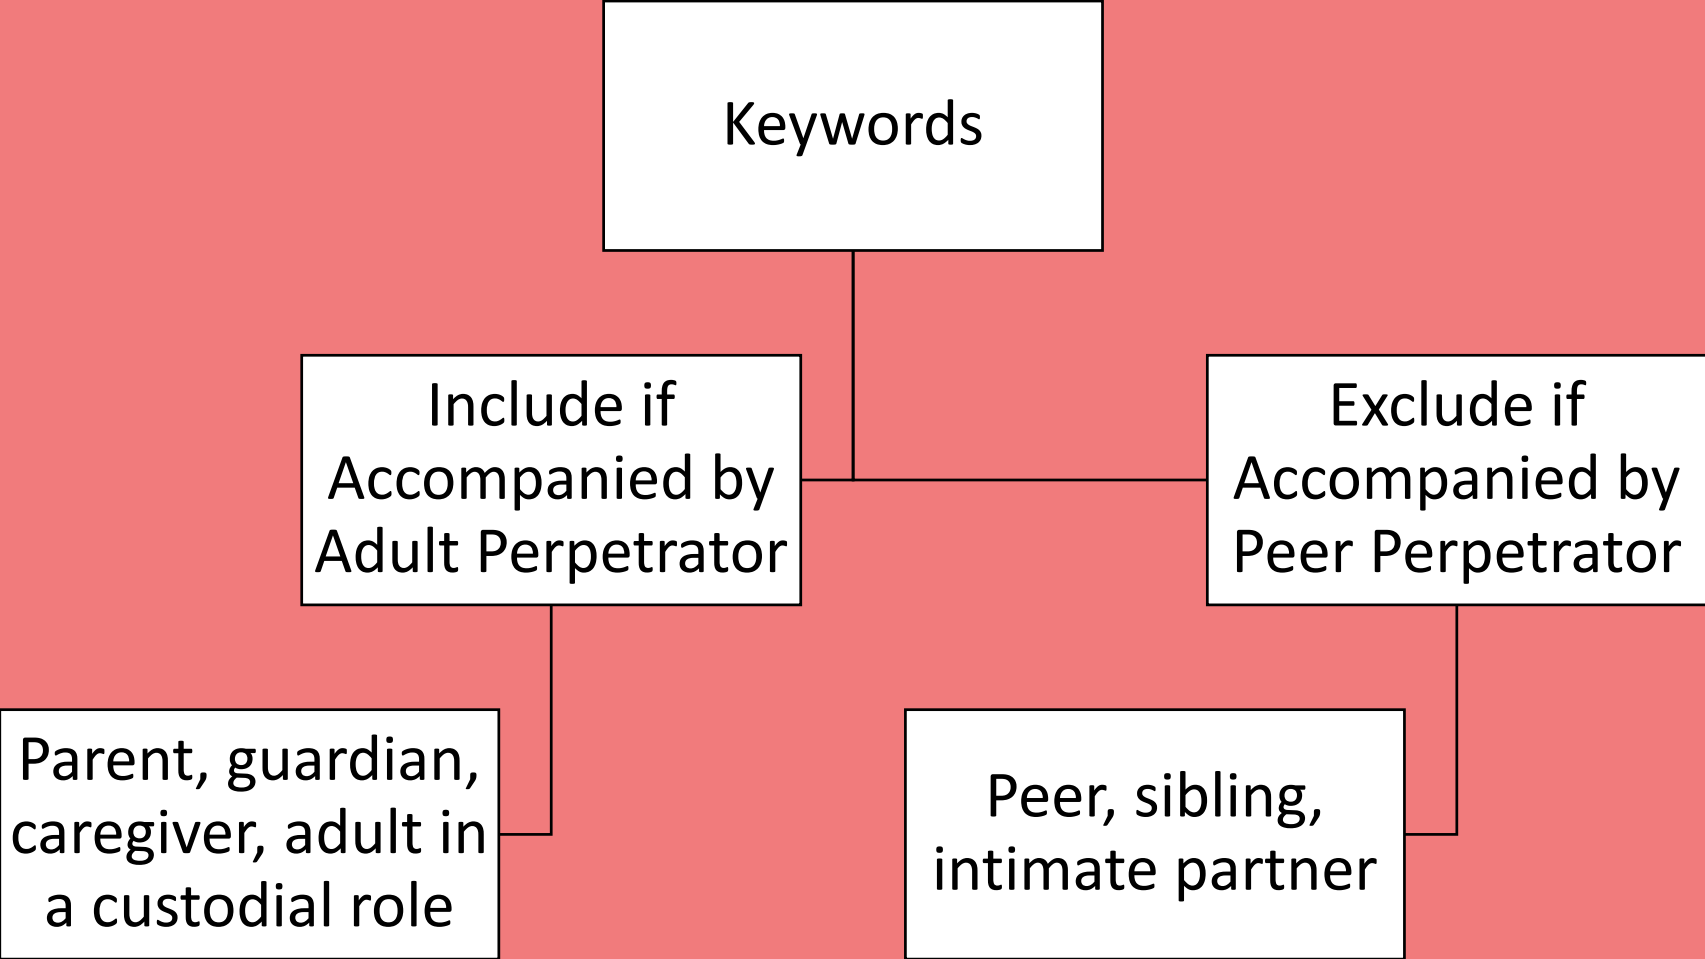 Keywords
Include if
Accompanied by
Adult Perpetrator
Exclude if
Accompanied by
Peer Perpetrator
Parent, guardian,
caregiver, adult in
a custodial role
Peer, sibling,
intimate partner